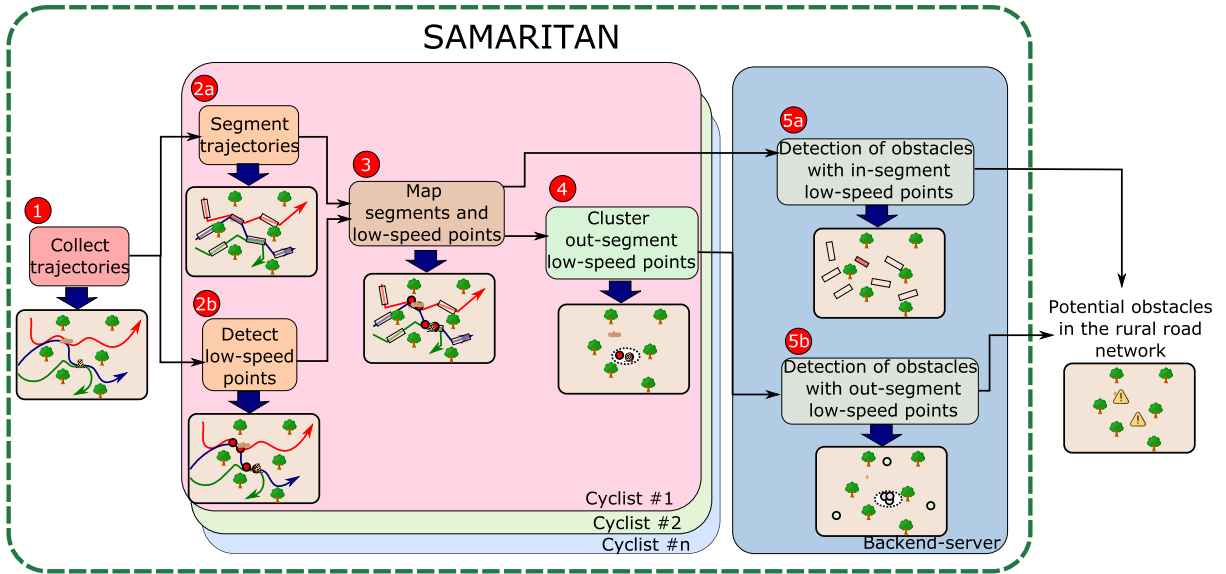 SAMARITAN
1
Collect
trajectories
2a
Segment
trajectories
2b
Detect
low-speed
points
3
Map
segments and
low-speed points
4
Cluster
out-segment
low-speed points
Cyclist #1
Cyclist #2
Cyclist #n
5a
Detection of obstacles
with in-segment
low-speed points
5b
Detection of obstacles
with out-segment
low-speed points
Backend-server
Potential obstacles
in the rural road
network